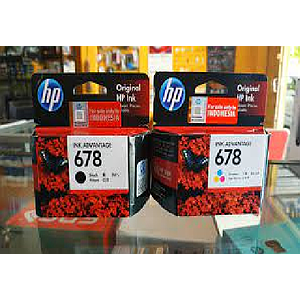 hp
Original
HP Ink
For sale only in
INDONESIA
INK ADVANTAGE
678
Black
hp
Original
HP Ink
For sale only in
INDONESIA
INK ADVANTAGE
678